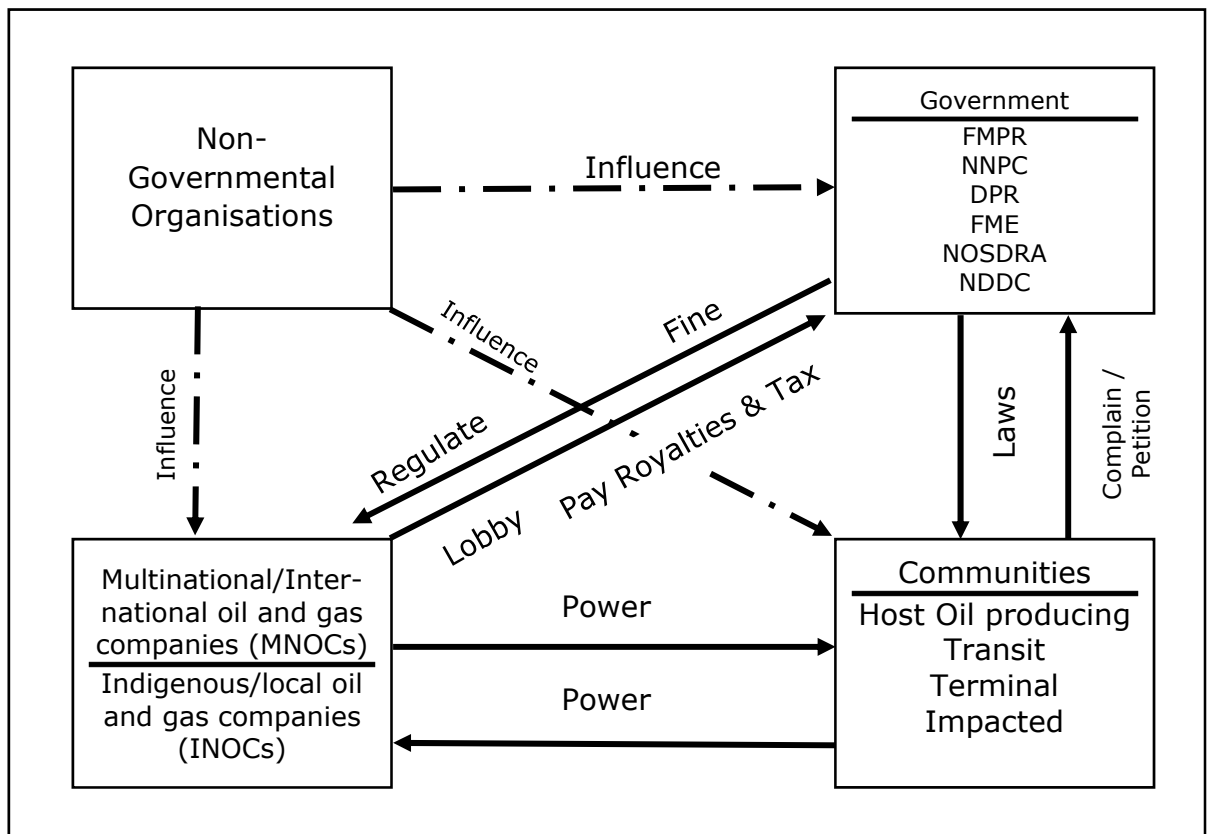 Non-
Governmental
Organisations
Influence
Government
FMPR
NNPC
DPR
FME
NOSDRA
NDDC
Influence
Influence
Fine
Regulate
Lobby
Pay Royalties & Tax
Laws
Complain /
Petition
Multinational/Inter-
national oil and gas
companies (MNOCs)
Indigenous/local oil
and gas companies
(INOCs)
Power
Power
Communities
Host Oil producing
Transit
Terminal
Impacted